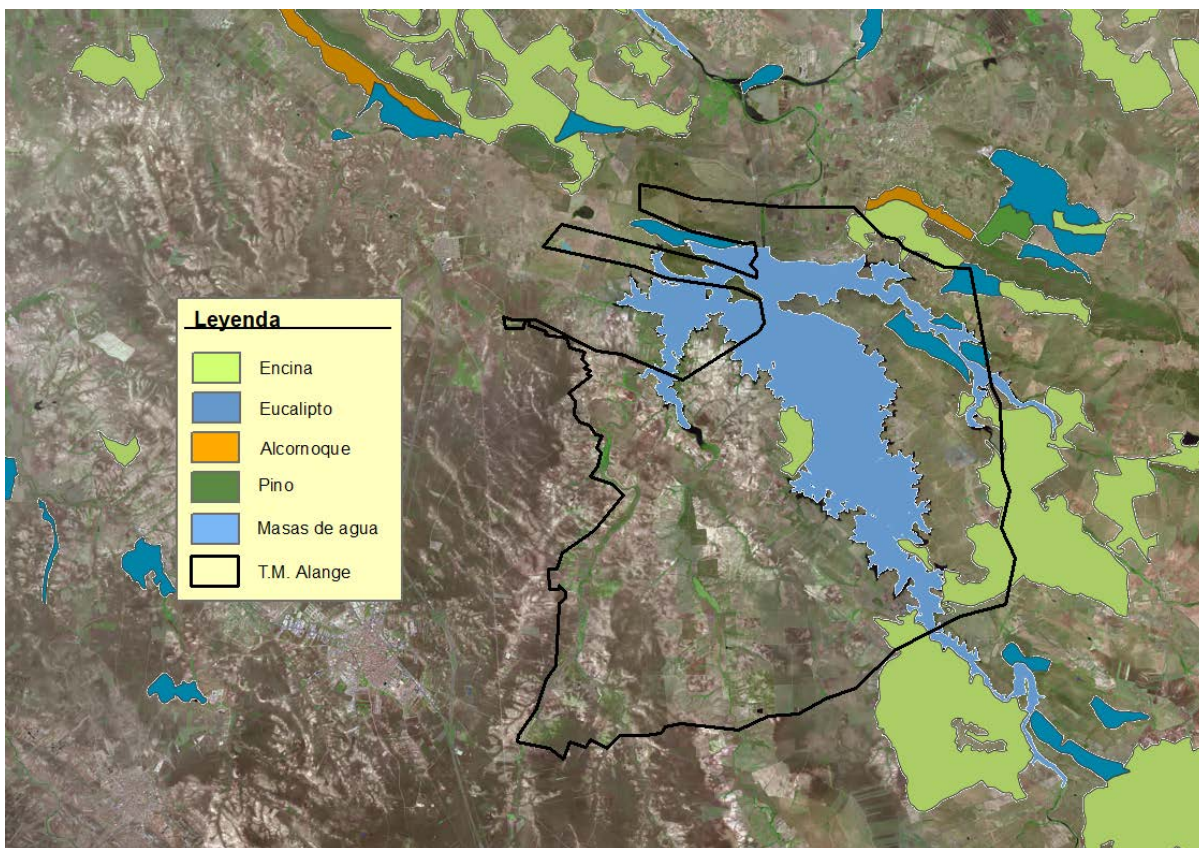 Leyenda
Encina
Eucalipto
Alcornoque
Pino
Masas de agua
T.M. Alange